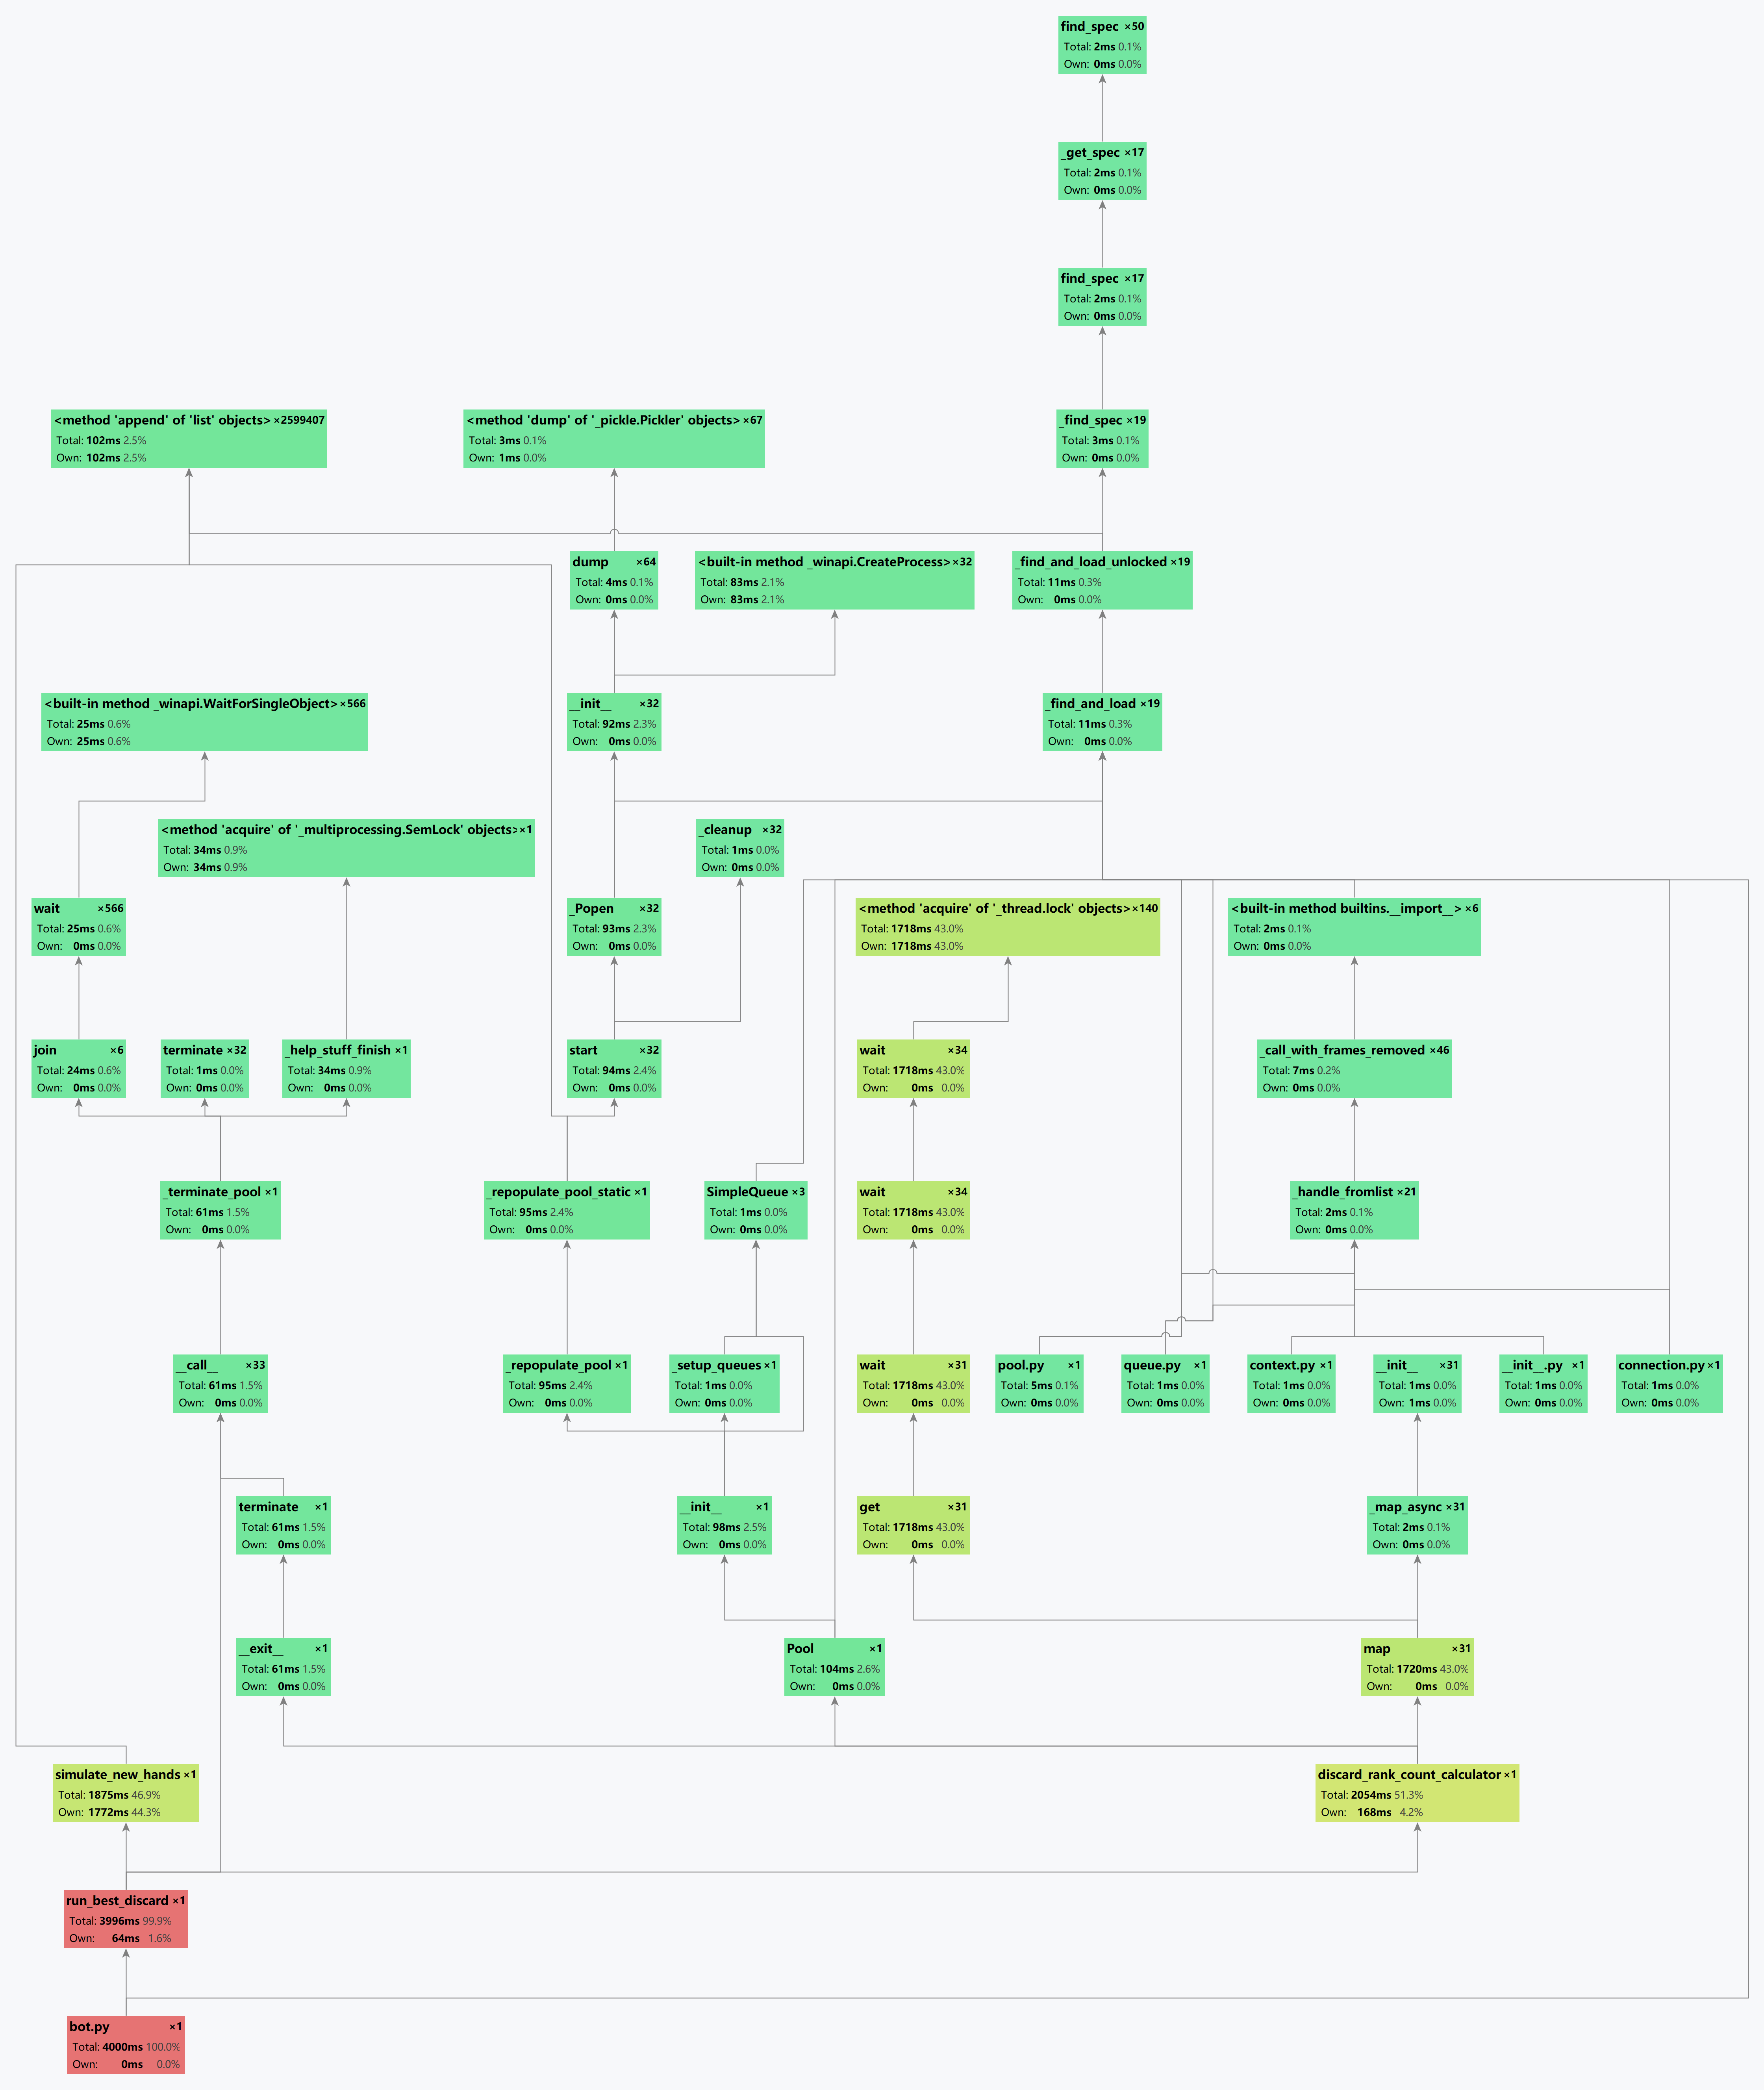 find_spec ×50
Total: 2ms 0.1%
Own: 0ms 0.0%
_get_spec ×17
Total: 2ms 0.1%
Own: 0ms 0.0%
find_spec ×17
Total: 2ms 0.1%
Own: 0ms 0.0%
<method 'append' of 'list' objects> ×2599407
Total: 102ms 2.5%
Own: 102ms 2.5%
<method 'dump' of '_pickle.Pickler' objects> ×67
Total: 3ms 0.1%
Own: 1ms 0.0%
_find_spec ×19
Total: 3ms 0.1%
Own: 0ms 0.0%
dump ×64
Total: 4ms 0.1%
Own: 0ms 0.0%
<built-in method _winapi.CreateProcess> ×32
Total: 83ms 2.1%
Own: 83ms 2.1%
_find_and_load_unlocked ×19
Total: 11ms 0.3%
Own: 0ms 0.0%
<built-in method _winapi.WaitForSingleObject> ×566
Total: 25ms 0.6%
Own: 25ms 0.6%
__init__ ×32
Total: 92ms 2.3%
Own: 0ms 0.0%
_find_and_load ×19
Total: 11ms 0.3%
Own: 0ms 0.0%
<method 'acquire' of '_multiprocessing.SemLock' objects> ×1
Total: 34ms 0.9%
Own: 34ms 0.9%
_cleanup ×32
Total: 1ms 0.0%
Own: 0ms 0.0%
wait ×566
Total: 25ms 0.6%
Own: 0ms 0.0%
_Popen ×32
Total: 93ms 2.3%
Own: 0ms 0.0%
<method 'acquire' of '_thread.lock' objects> ×140
Total: 1718ms 43.0%
Own: 1718ms 43.0%
<built-in method builtins.__import__> ×6
Total: 2ms 0.1%
Own: 0ms 0.0%
join ×6
Total: 24ms 0.6%
Own: 0ms 0.0%
terminate ×32
Total: 1ms 0.0%
Own: 0ms 0.0%
_help_stuff_finish ×1
Total: 34ms 0.9%
Own: 0ms 0.0%
start ×32
Total: 94ms 2.4%
Own: 0ms 0.0%
wait ×34
Total: 1718ms 43.0%
Own: 0ms 0.0%
_call_with_frames_removed ×46
Total: 7ms 0.2%
Own: 0ms 0.0%
_terminate_pool ×1
Total: 61ms 1.5%
Own: 0ms 0.0%
_repopulate_pool_static ×1
Total: 95ms 2.4%
Own: 0ms 0.0%
SimpleQueue ×3
Total: 1ms 0.0%
Own: 0ms 0.0%
wait ×34
Total: 1718ms 43.0%
Own: 0ms 0.0%
_handle_fromlist ×21
Total: 2ms 0.1%
Own: 0ms 0.0%
__call__ ×33
Total: 61ms 1.5%
Own: 0ms 0.0%
_repopulate_pool ×1
Total: 95ms 2.4%
Own: 0ms 0.0%
_setup_queues ×1
Total: 1ms 0.0%
Own: 0ms 0.0%
wait ×31
Total: 1718ms 43.0%
Own: 0ms 0.0%
pool.py ×1
Total: 5ms 0.1%
Own: 0ms 0.0%
queue.py ×1
Total: 1ms 0.0%
Own: 0ms 0.0%
context.py ×1
Total: 1ms 0.0%
Own: 0ms 0.0%
__init__ ×31
Total: 1ms 0.0%
Own: 1ms 0.0%
__init__.py ×1
Total: 1ms 0.0%
Own: 0ms 0.0%
connection.py ×1
Total: 1ms 0.0%
Own: 0ms 0.0%
terminate ×1
Total: 61ms 1.5%
Own: 0ms 0.0%
__init__ ×1
Total: 98ms 2.5%
Own: 0ms 0.0%
get ×31
Total: 1718ms 43.0%
Own: 0ms 0.0%
_map_async ×31
Total: 2ms 0.1%
Own: 0ms 0.0%
__exit__ ×1
Total: 61ms 1.5%
Own: 0ms 0.0%
Pool ×1
Total: 104ms 2.6%
Own: 0ms 0.0%
map ×31
Total: 1720ms 43.0%
Own: 0ms 0.0%
simulate_new_hands ×1
Total: 1875ms 46.9%
Own: 1772ms 44.3%
discard_rank_count_calculator ×1
Total: 2054ms 51.3%
Own: 168ms 4.2%
run_best_discard ×1
Total: 3996ms 99.9%
Own: 64ms 1.6%
bot.py ×1
Total: 4000ms 100.0%
Own: 0ms 0.0%